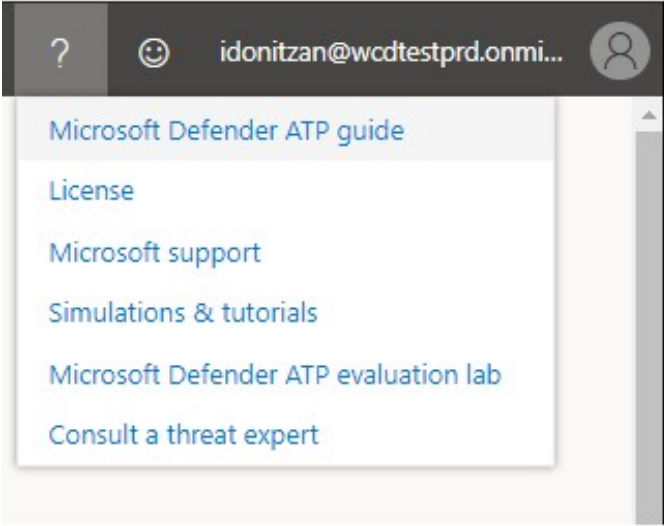 ? idonitzan@wcdtestprd.onmi...
Microsoft Defender ATP guide
License
Microsoft support
Simulations & tutorials
Microsoft Defender ATP evaluation lab
Consult a threat expert